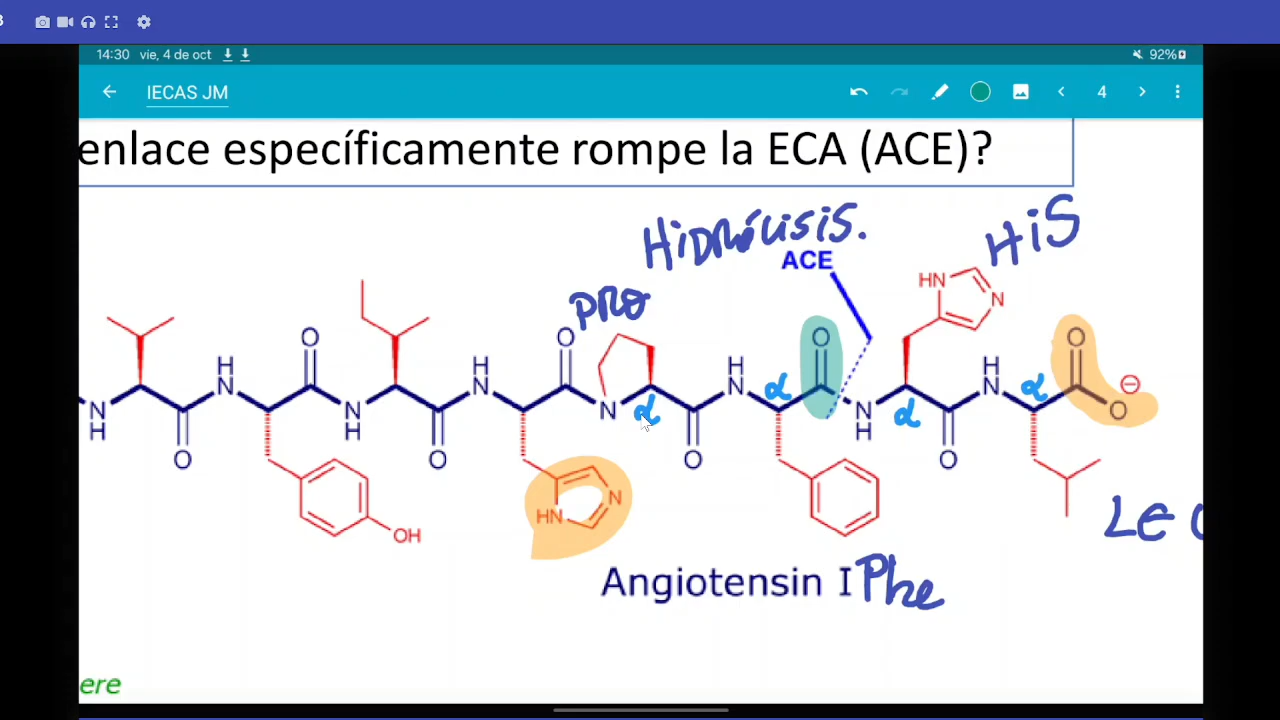 14:30 vie, 4 de oct 92%
IECAS JM 4
enlace específicamente rompe la ECA (ACE)?
HiDRÓLISIS.
HiS
ACE
PRO
HN
N
O
O
O
O
⊖
H
N
H
N
H
N
H
N
α
α
O
N
H
N
H
N
α
N
H
α
O
O
O
O
HN
N
OH
LE
Angiotensin I
Phe
ere